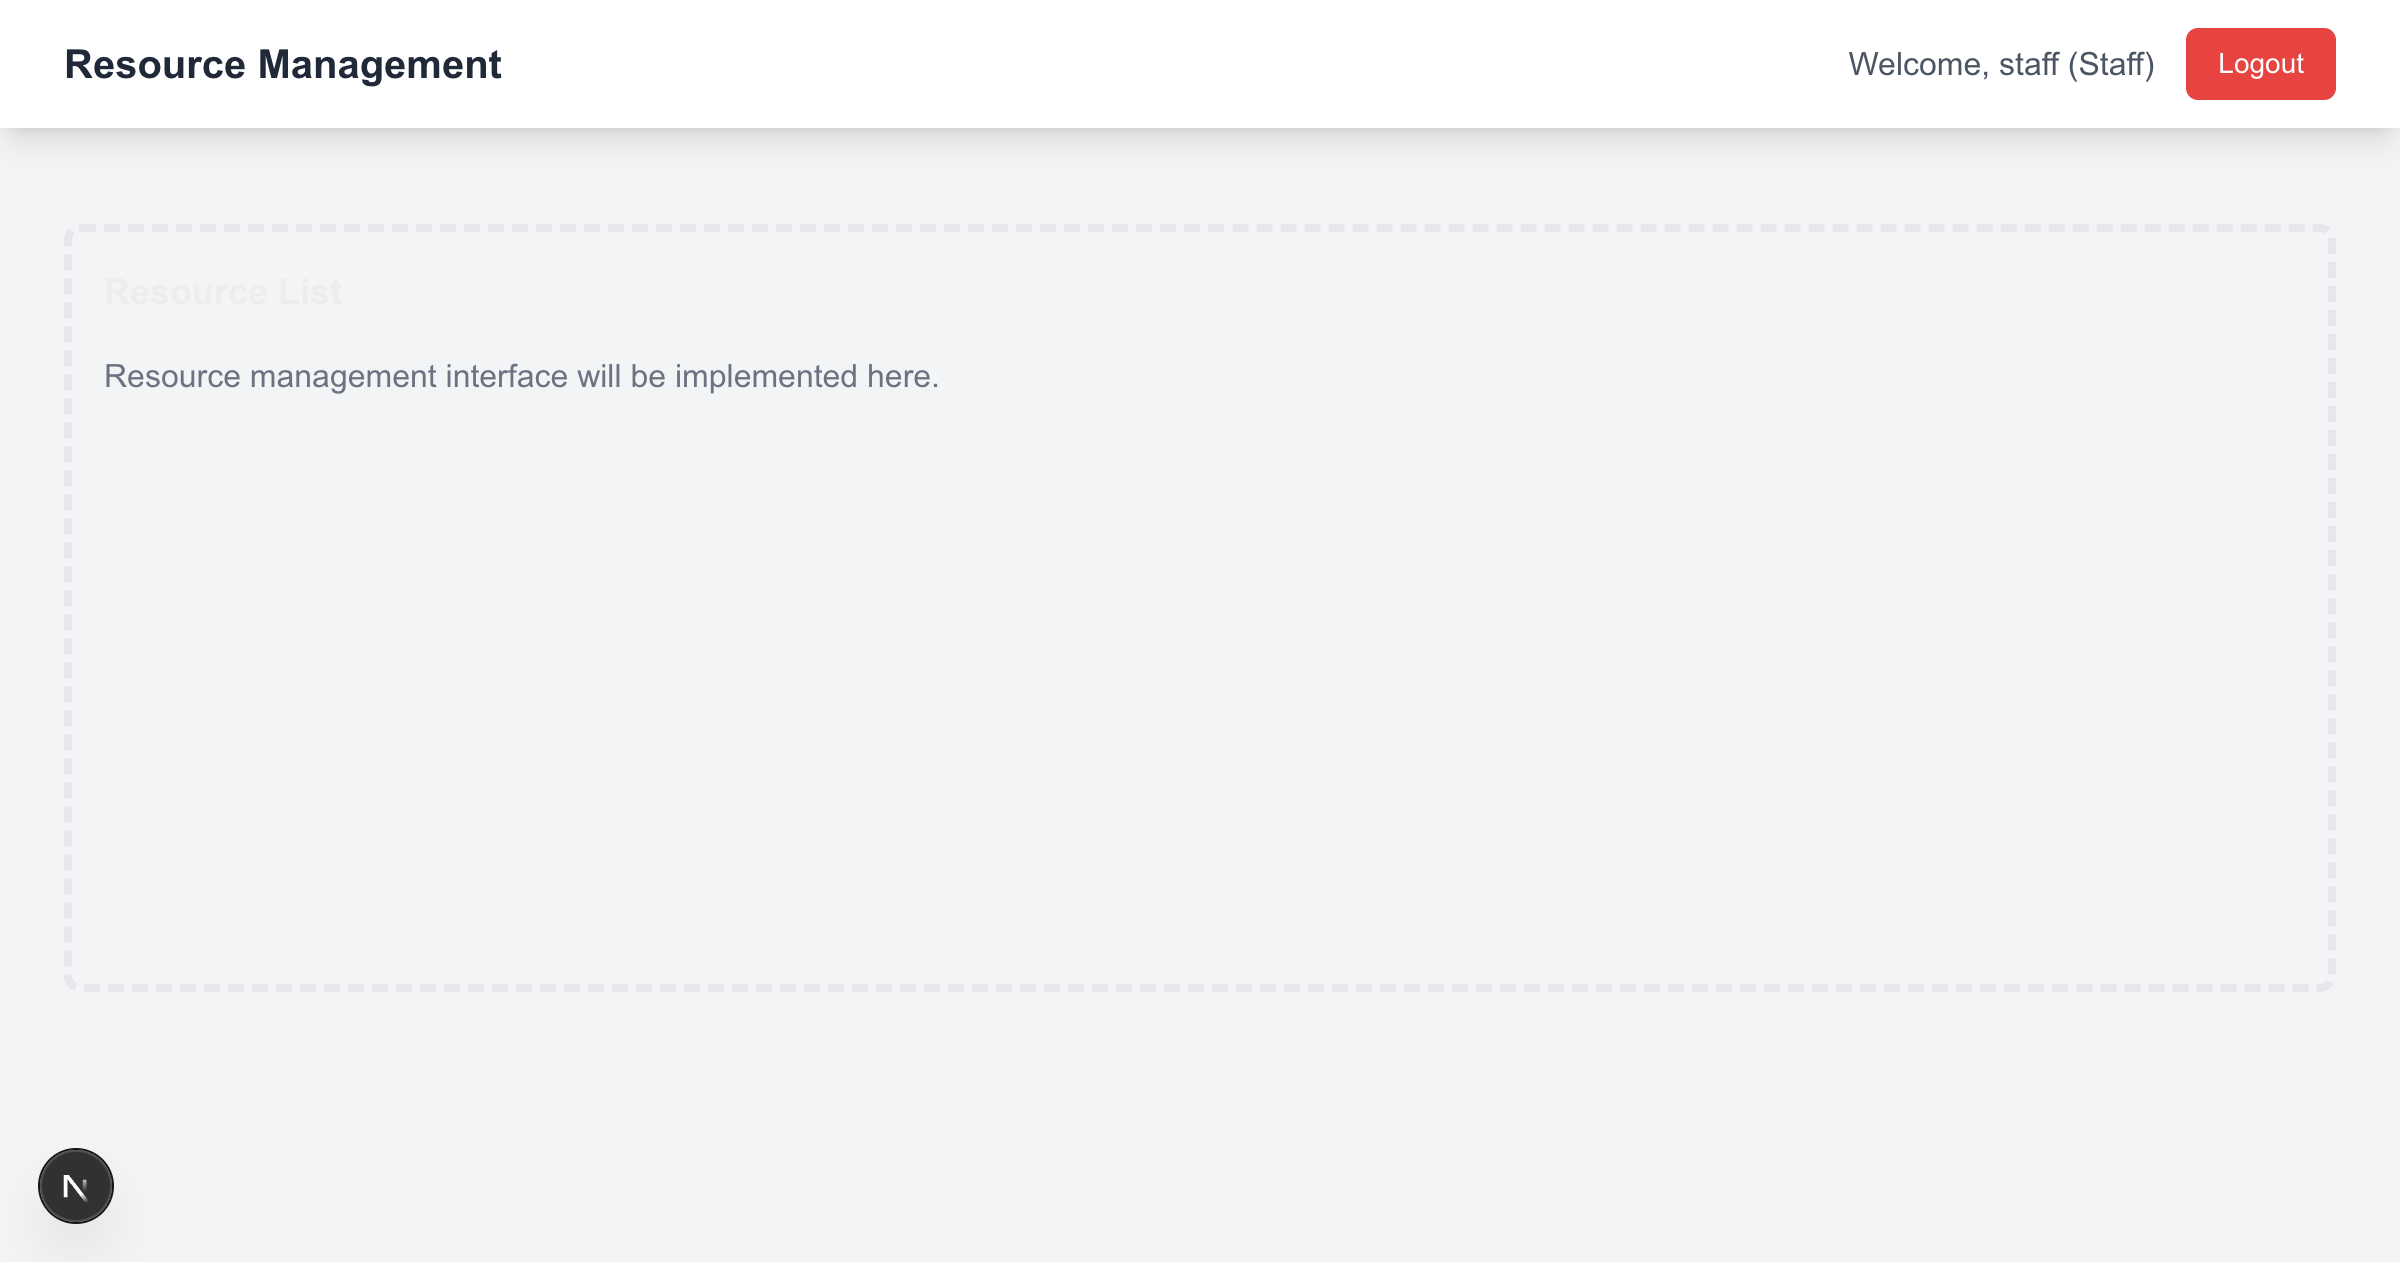 Resource Management
Welcome, staff (Staff)
Logout
Resource List
Resource management interface will be implemented here.
N